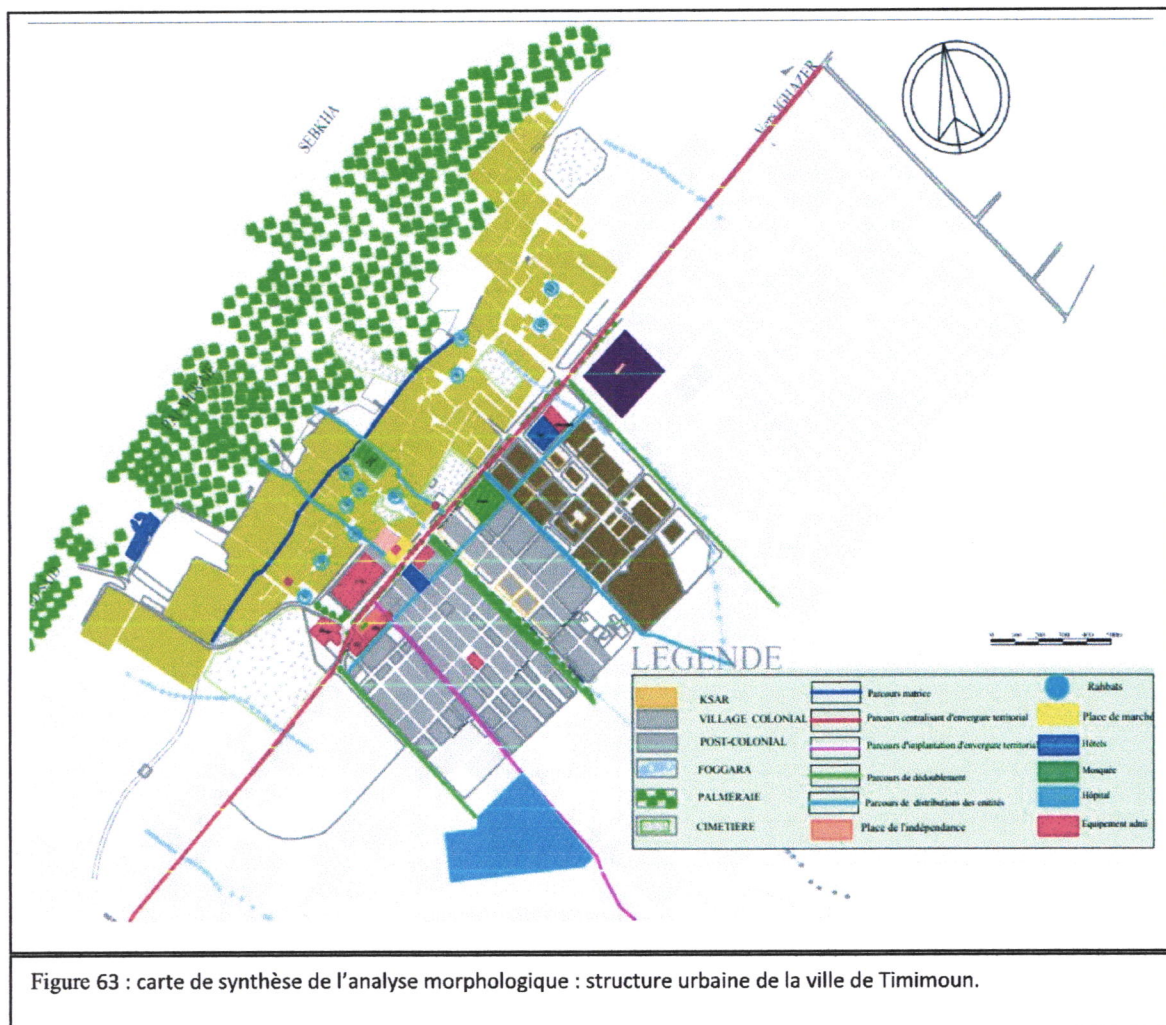 SEBKHA
Vers IGHAZER
LEGENDE
KSAR
VILLAGE COLONIAL
POST-COLONIAL
FOGGARA
PALMERAIE
CIMETIERE
Parcours matrice
Parcours centralisant d'envergure territorial
Parcours d'implantation d'envergure territorial
Parcours de dédoublement
Parcours de distributions des entités
Place de l'indépendance
Rahbats
Place de marché
Hôtels
Mosquée
Hôpital
Equipement admi
Figure 63 : carte de synthèse de l'analyse morphologique : structure urbaine de la ville de Timimoun.